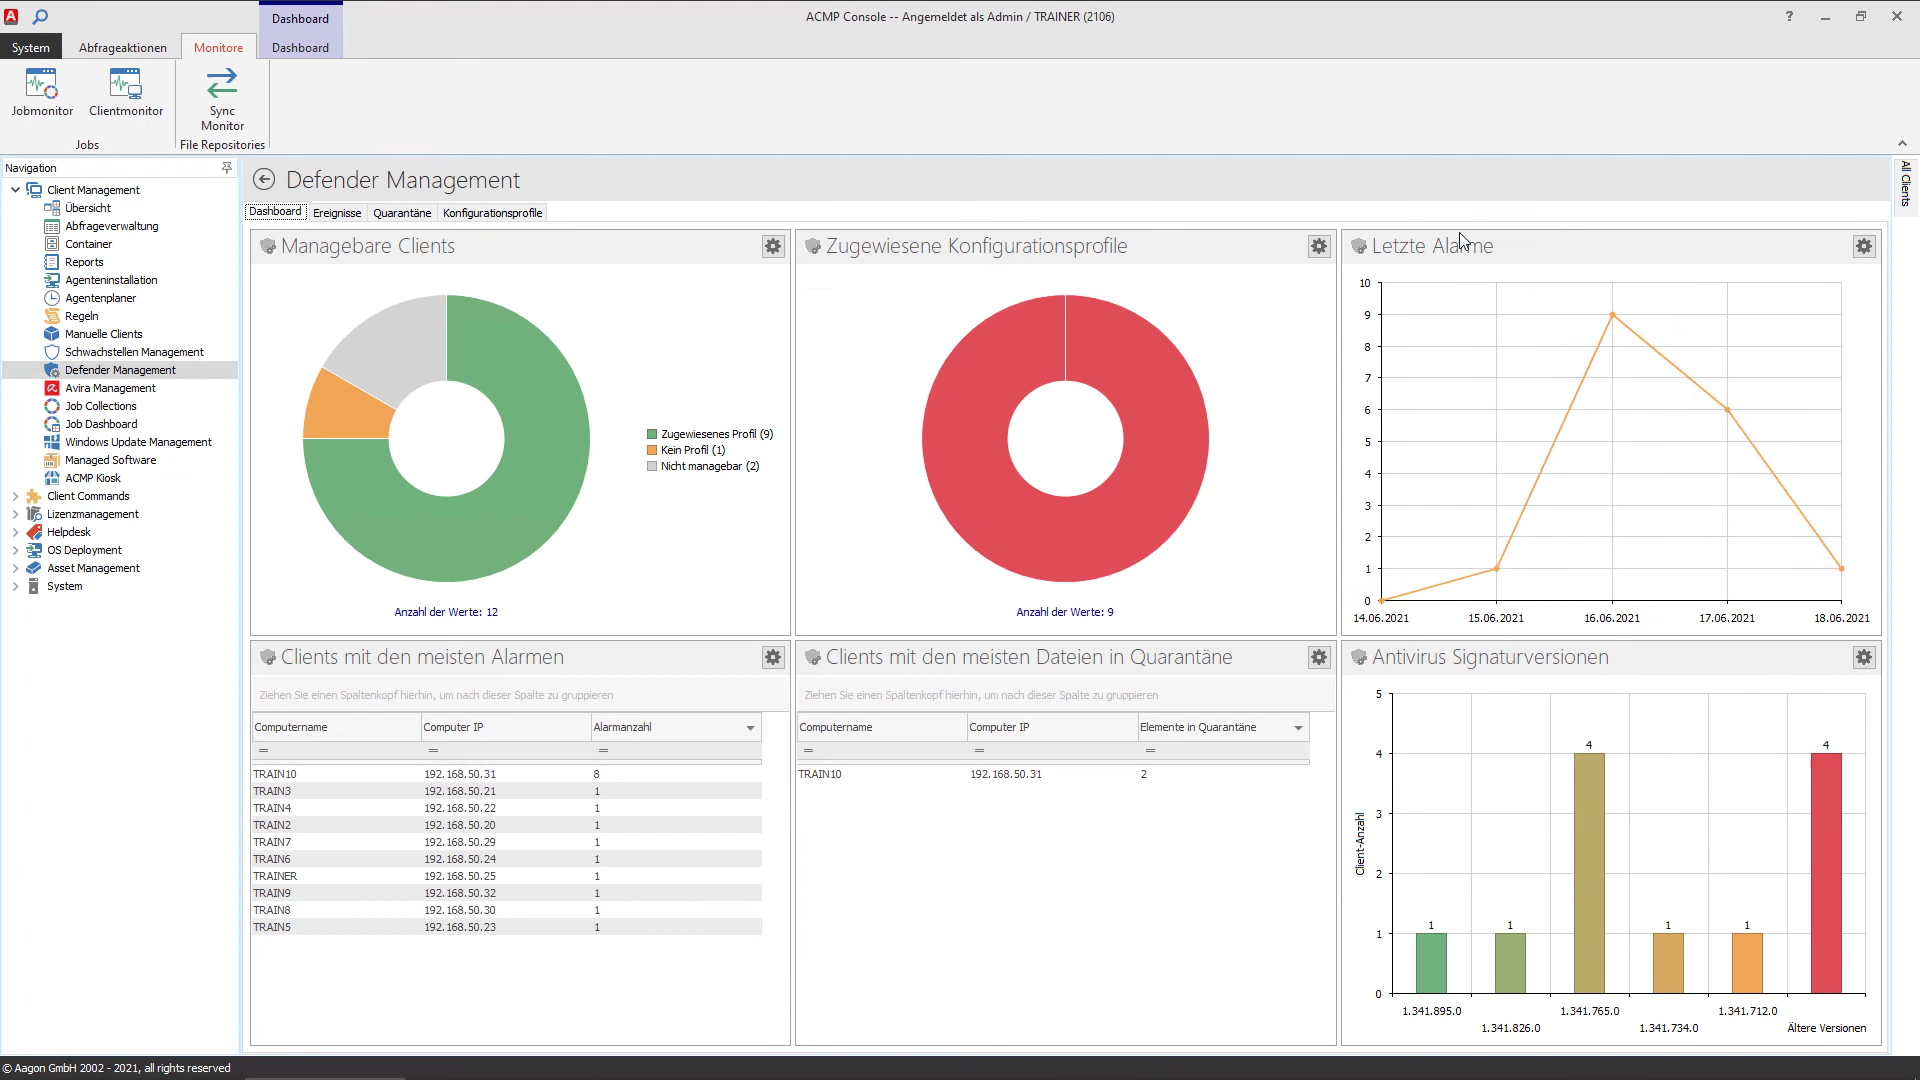 Dashboard
ACMP Console -- Angemeldet als Admin / TRAINER (2106)
System
Abfrageaktionen
Monitore
Dashboard
Jobmonitor
Clientmonitor
Sync
Monitor
Jobs
File Repositories
Navigation
Client Management
Übersicht
Abfrageverwaltung
Container
Reports
Agenteninstallation
Agentenplaner
Regeln
Manuelle Clients
Schwachstellen Management
Defender Management
Avira Management
Job Collections
Job Dashboard
Windows Update Management
Managed Software
ACMP Kiosk
Client Commands
Lizenzmanagement
Helpdesk
OS Deployment
Asset Management
System
All Clients
Defender Management
Dashboard
Ereignisse
Quarantäne
Konfigurationsprofile
Managebare Clients
Zugewiesenes Profil (9)
Kein Profil (1)
Nicht managebar (2)
Anzahl der Werte: 12
Zugewiesene Konfigurationsprofile
Anzahl der Werte: 9
Letzte Alarme
10
9
8
7
6
5
4
3
2
1
0
14.06.2021
15.06.2021
16.06.2021
17.06.2021
18.06.2021
Clients mit den meisten Alarmen
Ziehen Sie einen Spaltenkopf hierhin, um nach dieser Spalte zu gruppieren
Computername Computer IP Alarmanzahl
= = =
TRAIN10 192.168.50.31 8
TRAIN3 192.168.50.21 1
TRAIN4 192.168.50.22 1
TRAIN2 192.168.50.20 1
TRAIN7 192.168.50.29 1
TRAIN6 192.168.50.24 1
TRAINER 192.168.50.25 1
TRAIN9 192.168.50.32 1
TRAIN8 192.168.50.30 1
TRAIN5 192.168.50.23 1
Clients mit den meisten Dateien in Quarantäne
Ziehen Sie einen Spaltenkopf hierhin, um nach dieser Spalte zu gruppieren
Computername Computer IP Elemente in Quarantäne
= = =
TRAIN10 192.168.50.31 2
Antivirus Signaturversionen
Client-Anzahl
5
4
3
2
1
0
1
1
4
1
1
4
1.341.895.0
1.341.826.0
1.341.765.0
1.341.734.0
1.341.712.0
Ältere Versionen
© Aagon GmbH 2002 - 2021, all rights reserved